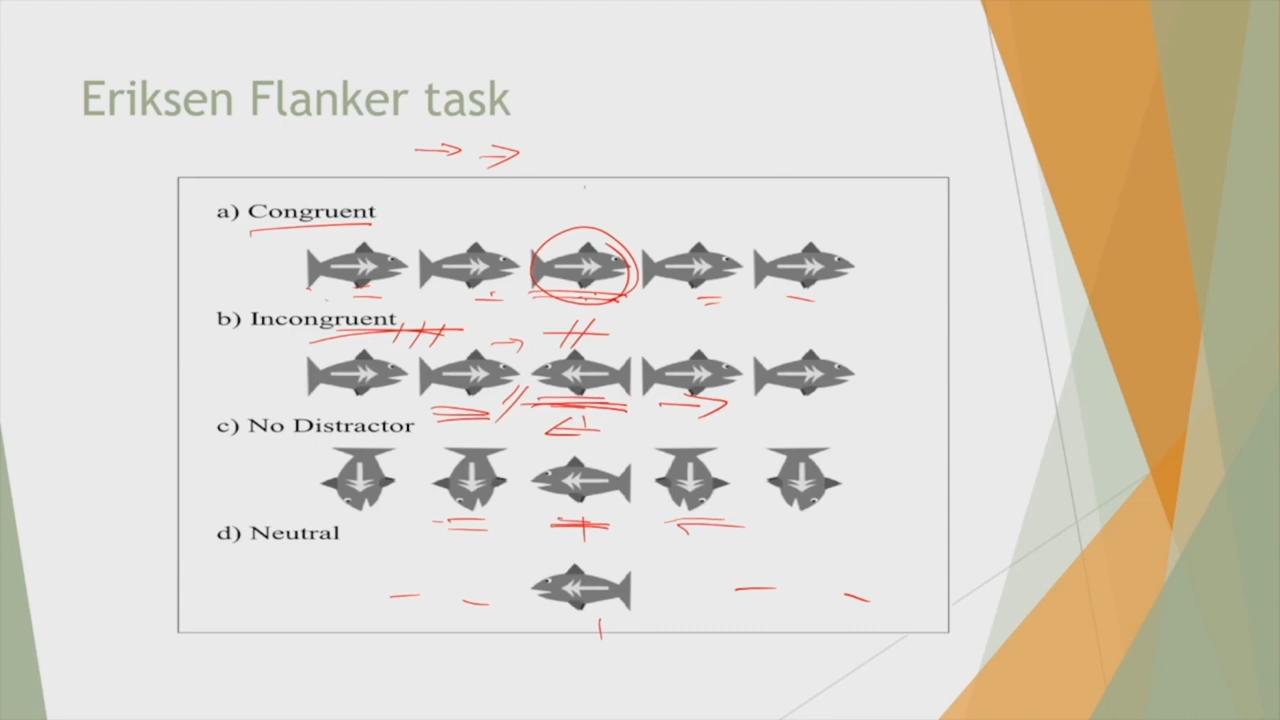 Eriksen Flanker task
a) Congruent
b) Incongruent
c) No Distractor
d) Neutral